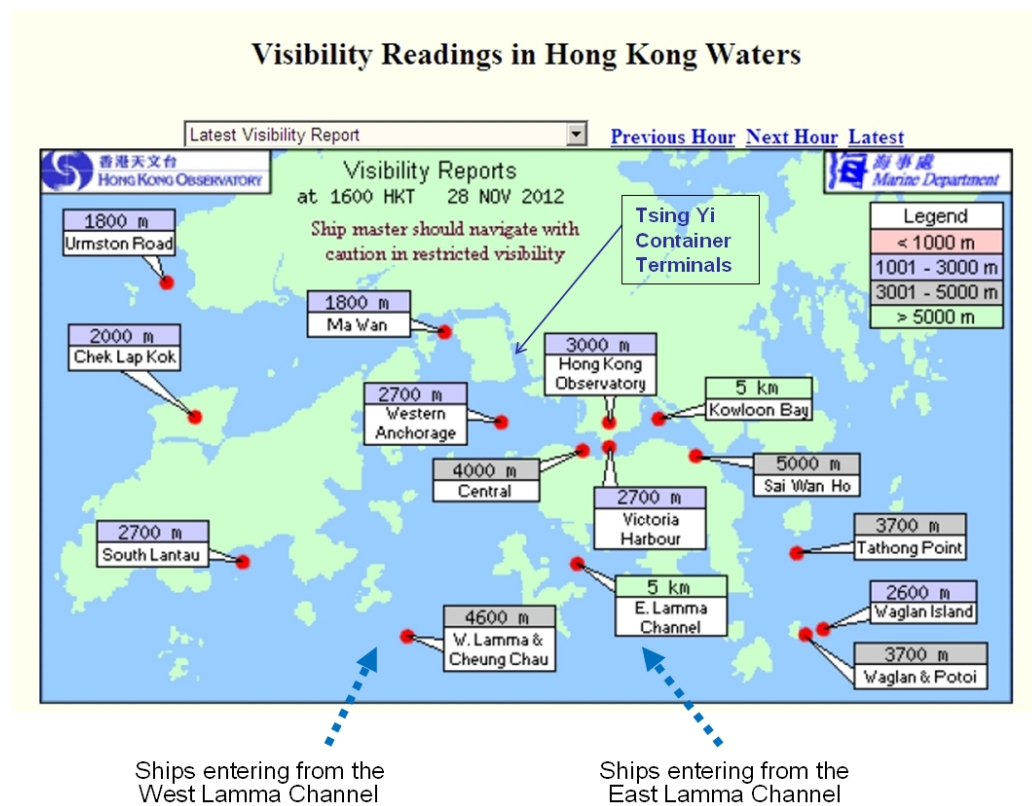 Visibility Readings in Hong Kong Waters
Latest Visibility Report
Previous Hour Next Hour Latest
香港天文台
HONG KONG OBSERVATORY
Visibility Reports
at 1600 HKT 28 NOV 2012
Ship master should navigate with
caution in restricted visibility
海事處
Marine Department
Tsing Yi
Container
Terminals
Legend
< 1000 m
1001 - 3000 m
3001 - 5000 m
> 5000 m
1800 m
Urmston Road
1800 m
Ma Wan
2000 m
Chek Lap Kok
3000 m
Hong Kong
Observatory
2700 m
Western
Anchorage
5 km
Kowloon Bay
4000 m
Central
5000 m
Sai Wan Ho
2700 m
Victoria
Harbour
2700 m
South Lantau
3700 m
Tathong Point
5 km
E. Lamma
Channel
2600 m
Waglan Island
4600 m
W. Lamma &
Cheung Chau
3700 m
Waglan & Potoi
Ships entering from the
West Lamma Channel
Ships entering from the
East Lamma Channel